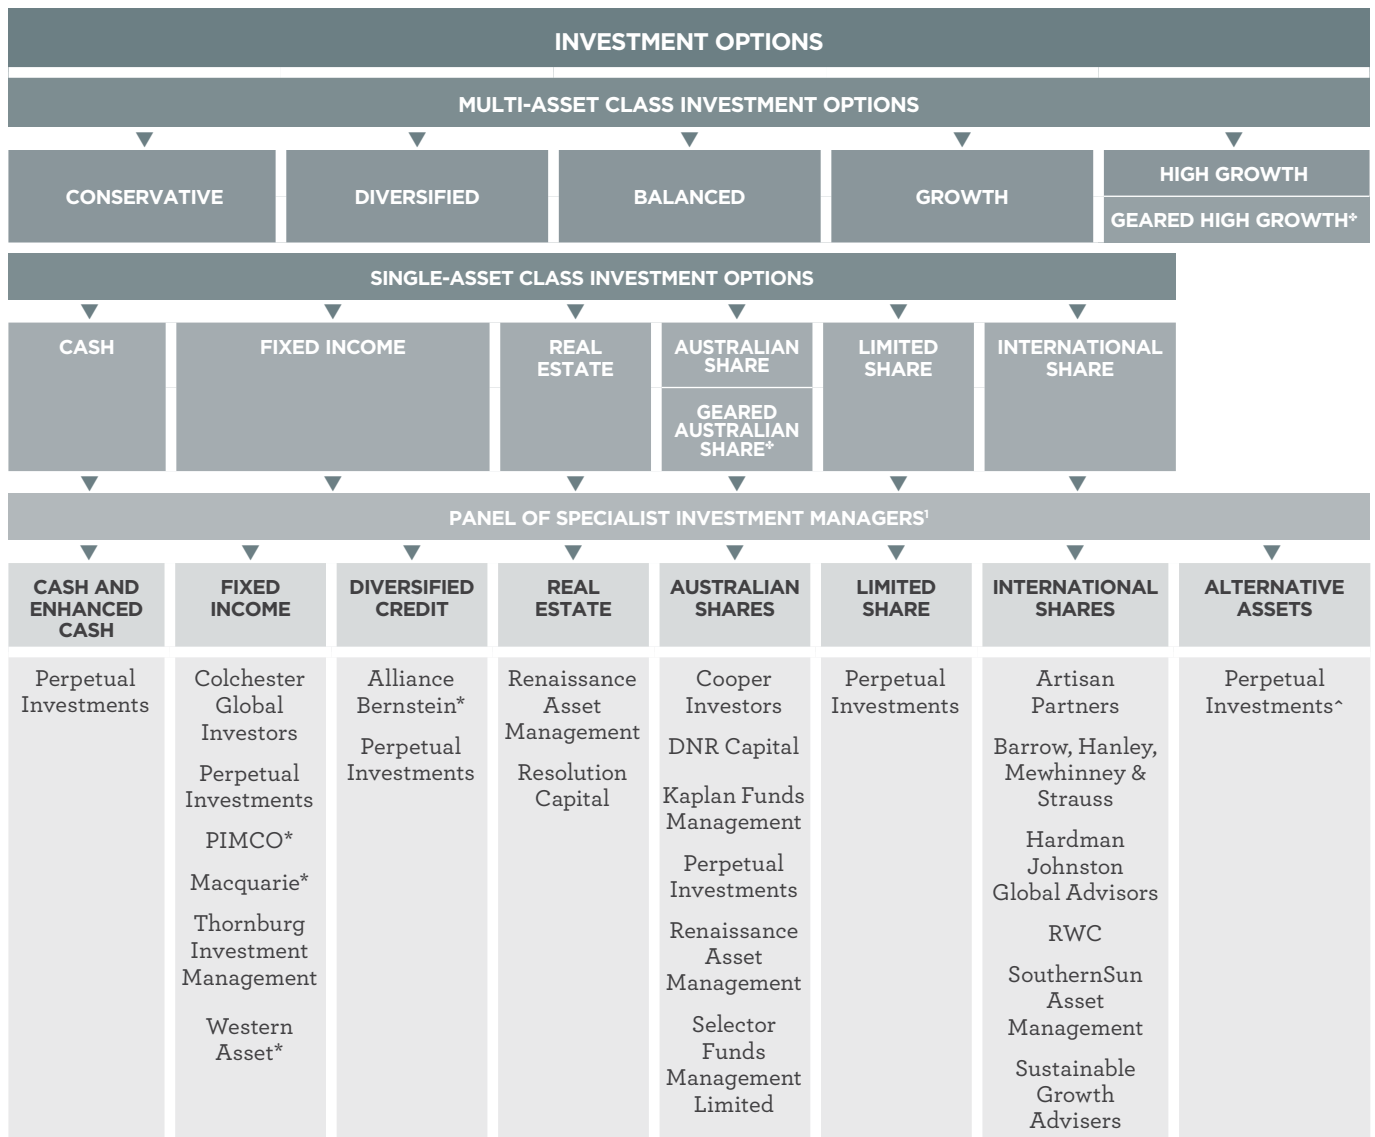 INVESTMENT OPTIONS
MULTI-ASSET CLASS INVESTMENT OPTIONS
CONSERVATIVE
DIVERSIFIED
BALANCED
GROWTH
HIGH GROWTH
GEARED HIGH GROWTH✣
SINGLE-ASSET CLASS INVESTMENT OPTIONS
CASH
FIXED INCOME
REAL
ESTATE
AUSTRALIAN
SHARE
GEARED
AUSTRALIAN
SHARE✣
LIMITED
SHARE
INTERNATIONAL
SHARE
PANEL OF SPECIALIST INVESTMENT MANAGERS¹
CASH AND
ENHANCED
CASH
FIXED
INCOME
DIVERSIFIED
CREDIT
REAL
ESTATE
AUSTRALIAN
SHARES
LIMITED
SHARE
INTERNATIONAL
SHARES
ALTERNATIVE
ASSETS
Perpetual
Investments
Colchester
Global
Investors
Perpetual
Investments
PIMCO*
Macquarie*
Thornburg
Investment
Management
Western
Asset*
Alliance
Bernstein*
Perpetual
Investments
Renaissance
Asset
Management
Resolution
Capital
Cooper
Investors
DNR Capital
Kaplan Funds
Management
Perpetual
Investments
Renaissance
Asset
Management
Selector
Funds
Management
Limited
Perpetual
Investments
Artisan
Partners
Barrow, Hanley,
Mewhinney &
Strauss
Hardman
Johnston
Global Advisors
RWC
SouthernSun
Asset
Management
Sustainable
Growth
Advisers
Perpetual
Investments^